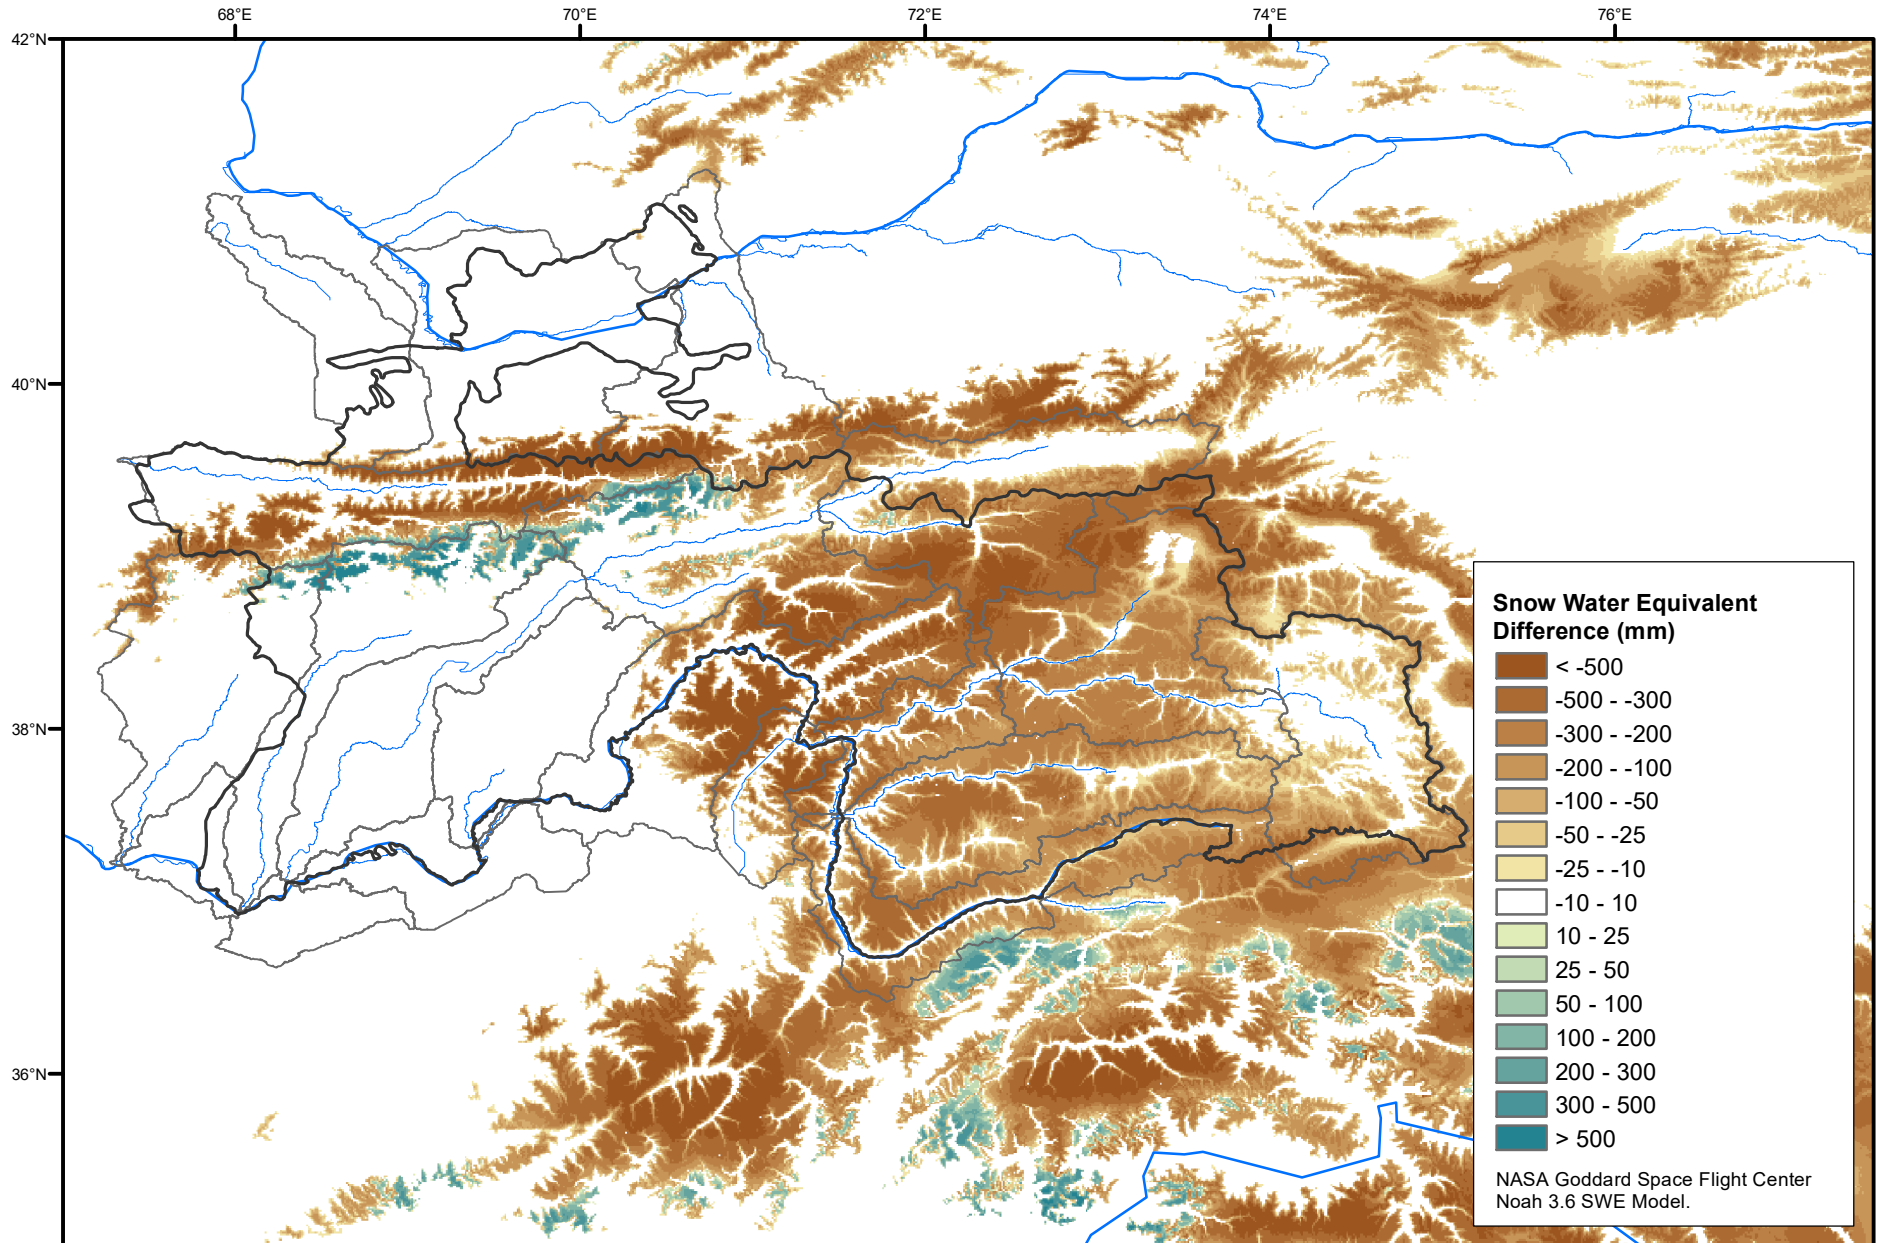 68°E 70°E 72°E 74°E 76°E
42°N
40°N
38°N
36°N
Snow Water Equivalent
Difference (mm)
< -500
-500 - -300
-300 - -200
-200 - -100
-100 - -50
-50 - -25
-25 - -10
-10 - 10
10 - 25
25 - 50
50 - 100
100 - 200
200 - 300
300 - 500
> 500
NASA Goddard Space Flight Center
Noah 3.6 SWE Model.